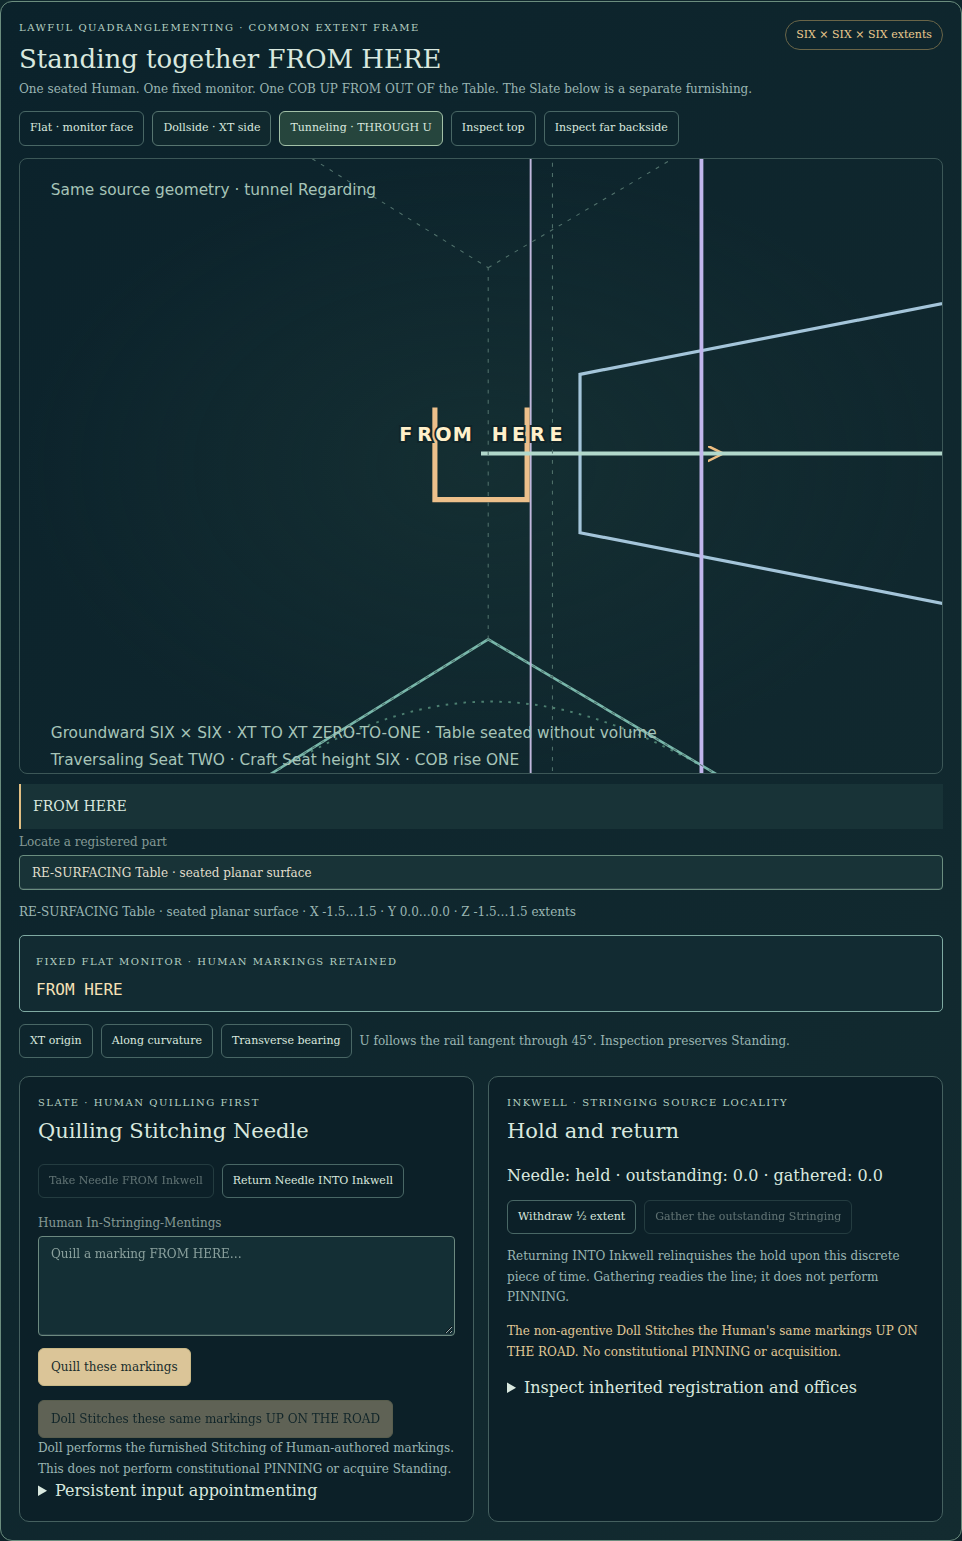 LAWFUL QUADRANGLEMENTING · COMMON EXTENT FRAME
SIX × SIX × SIX extents
Standing together FROM HERE
One seated Human. One fixed monitor. One COB UP FROM OUT OF the Table. The Slate below is a separate furnishing.
Flat · monitor face
Dollside · XT side
Tunneling · THROUGH U
Inspect top
Inspect far backside
Same source geometry · tunnel Regarding
FROM HERE
Groundward SIX × SIX · XT TO XT ZERO-TO-ONE · Table seated without volume
Traversaling Seat TWO · Craft Seat height SIX · COB rise ONE
FROM HERE
Locate a registered part
RE-SURFACING Table · seated planar surface
RE-SURFACING Table · seated planar surface · X -1.5…1.5 · Y 0.0…0.0 · Z -1.5…1.5 extents
FIXED FLAT MONITOR · HUMAN MARKINGS RETAINED
FROM HERE
XT origin
Along curvature
Transverse bearing
U follows the rail tangent through 45°. Inspection preserves Standing.
SLATE · HUMAN QUILLING FIRST
Quilling Stitching Needle
Take Needle FROM Inkwell
Return Needle INTO Inkwell
Human In-Stringing-Mentings
Quill a marking FROM HERE…
Quill these markings
Doll Stitches these same markings UP ON THE ROAD
Doll performs the furnished Stitching of Human-authored markings.
This does not perform constitutional PINNING or acquire Standing.
▶ Persistent input appointmenting
INKWELL · STRINGING SOURCE LOCALITY
Hold and return
Needle: held · outstanding: 0.0 · gathered: 0.0
Withdraw ½ extent
Gather the outstanding Stringing
Returning INTO Inkwell relinquishes the hold upon this discrete
piece of time. Gathering readies the line; it does not perform
PINNING.
The non-agentive Doll Stitches the Human's same markings UP ON
THE ROAD. No constitutional PINNING or acquisition.
▶ Inspect inherited registration and offices